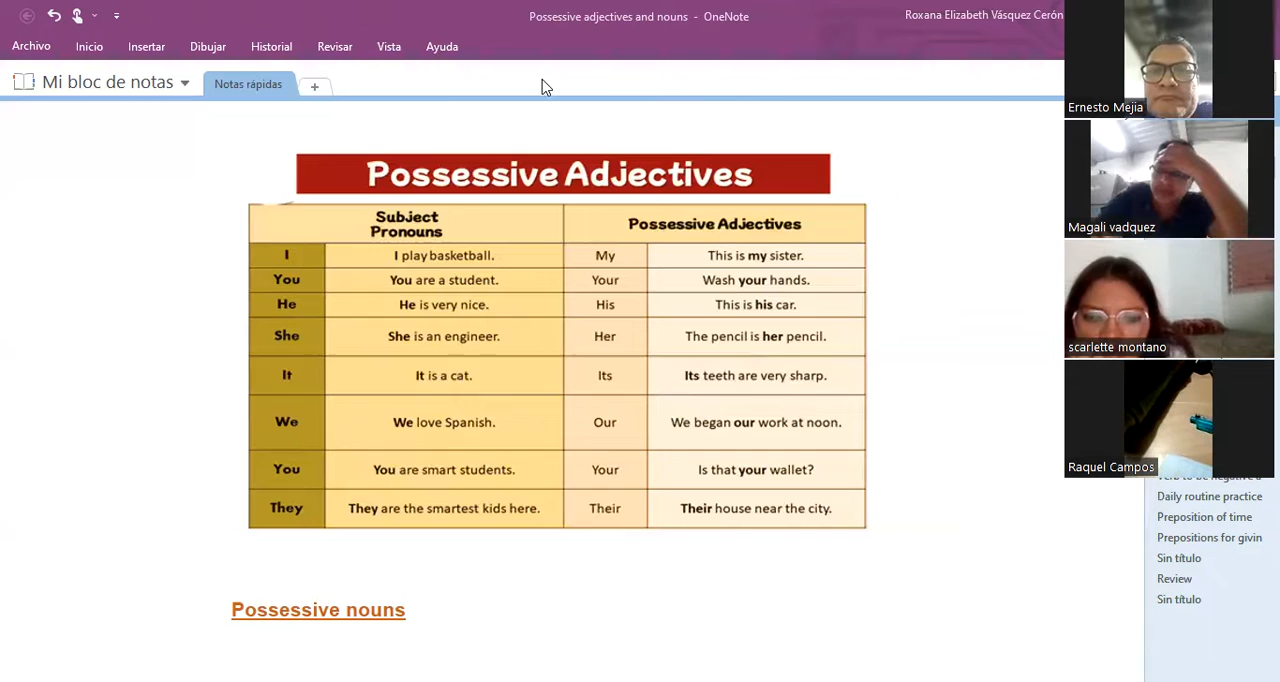 Possessive adjectives and nouns - OneNote
Roxana Elizabeth Vásquez Cerón
Archivo Inicio Insertar Dibujar Historial Revisar Vista Ayuda
Mi bloc de notas Notas rápidas +
Possessive Adjectives
Subject
Pronouns
Possessive Adjectives
I I play basketball. My This is my sister.
You You are a student. Your Wash your hands.
He He is very nice. His This is his car.
She She is an engineer. Her The pencil is her pencil.
It It is a cat. Its Its teeth are very sharp.
We We love Spanish. Our We began our work at noon.
You You are smart students. Your Is that your wallet?
They They are the smartest kids here. Their Their house near the city.
Possessive nouns
Ernesto Mejia
Magali vadquez
scarlette montano
Raquel Campos
Verb to be negative a
Daily routine practice
Preposition of time
Prepositions for givin
Sin título
Review
Sin título